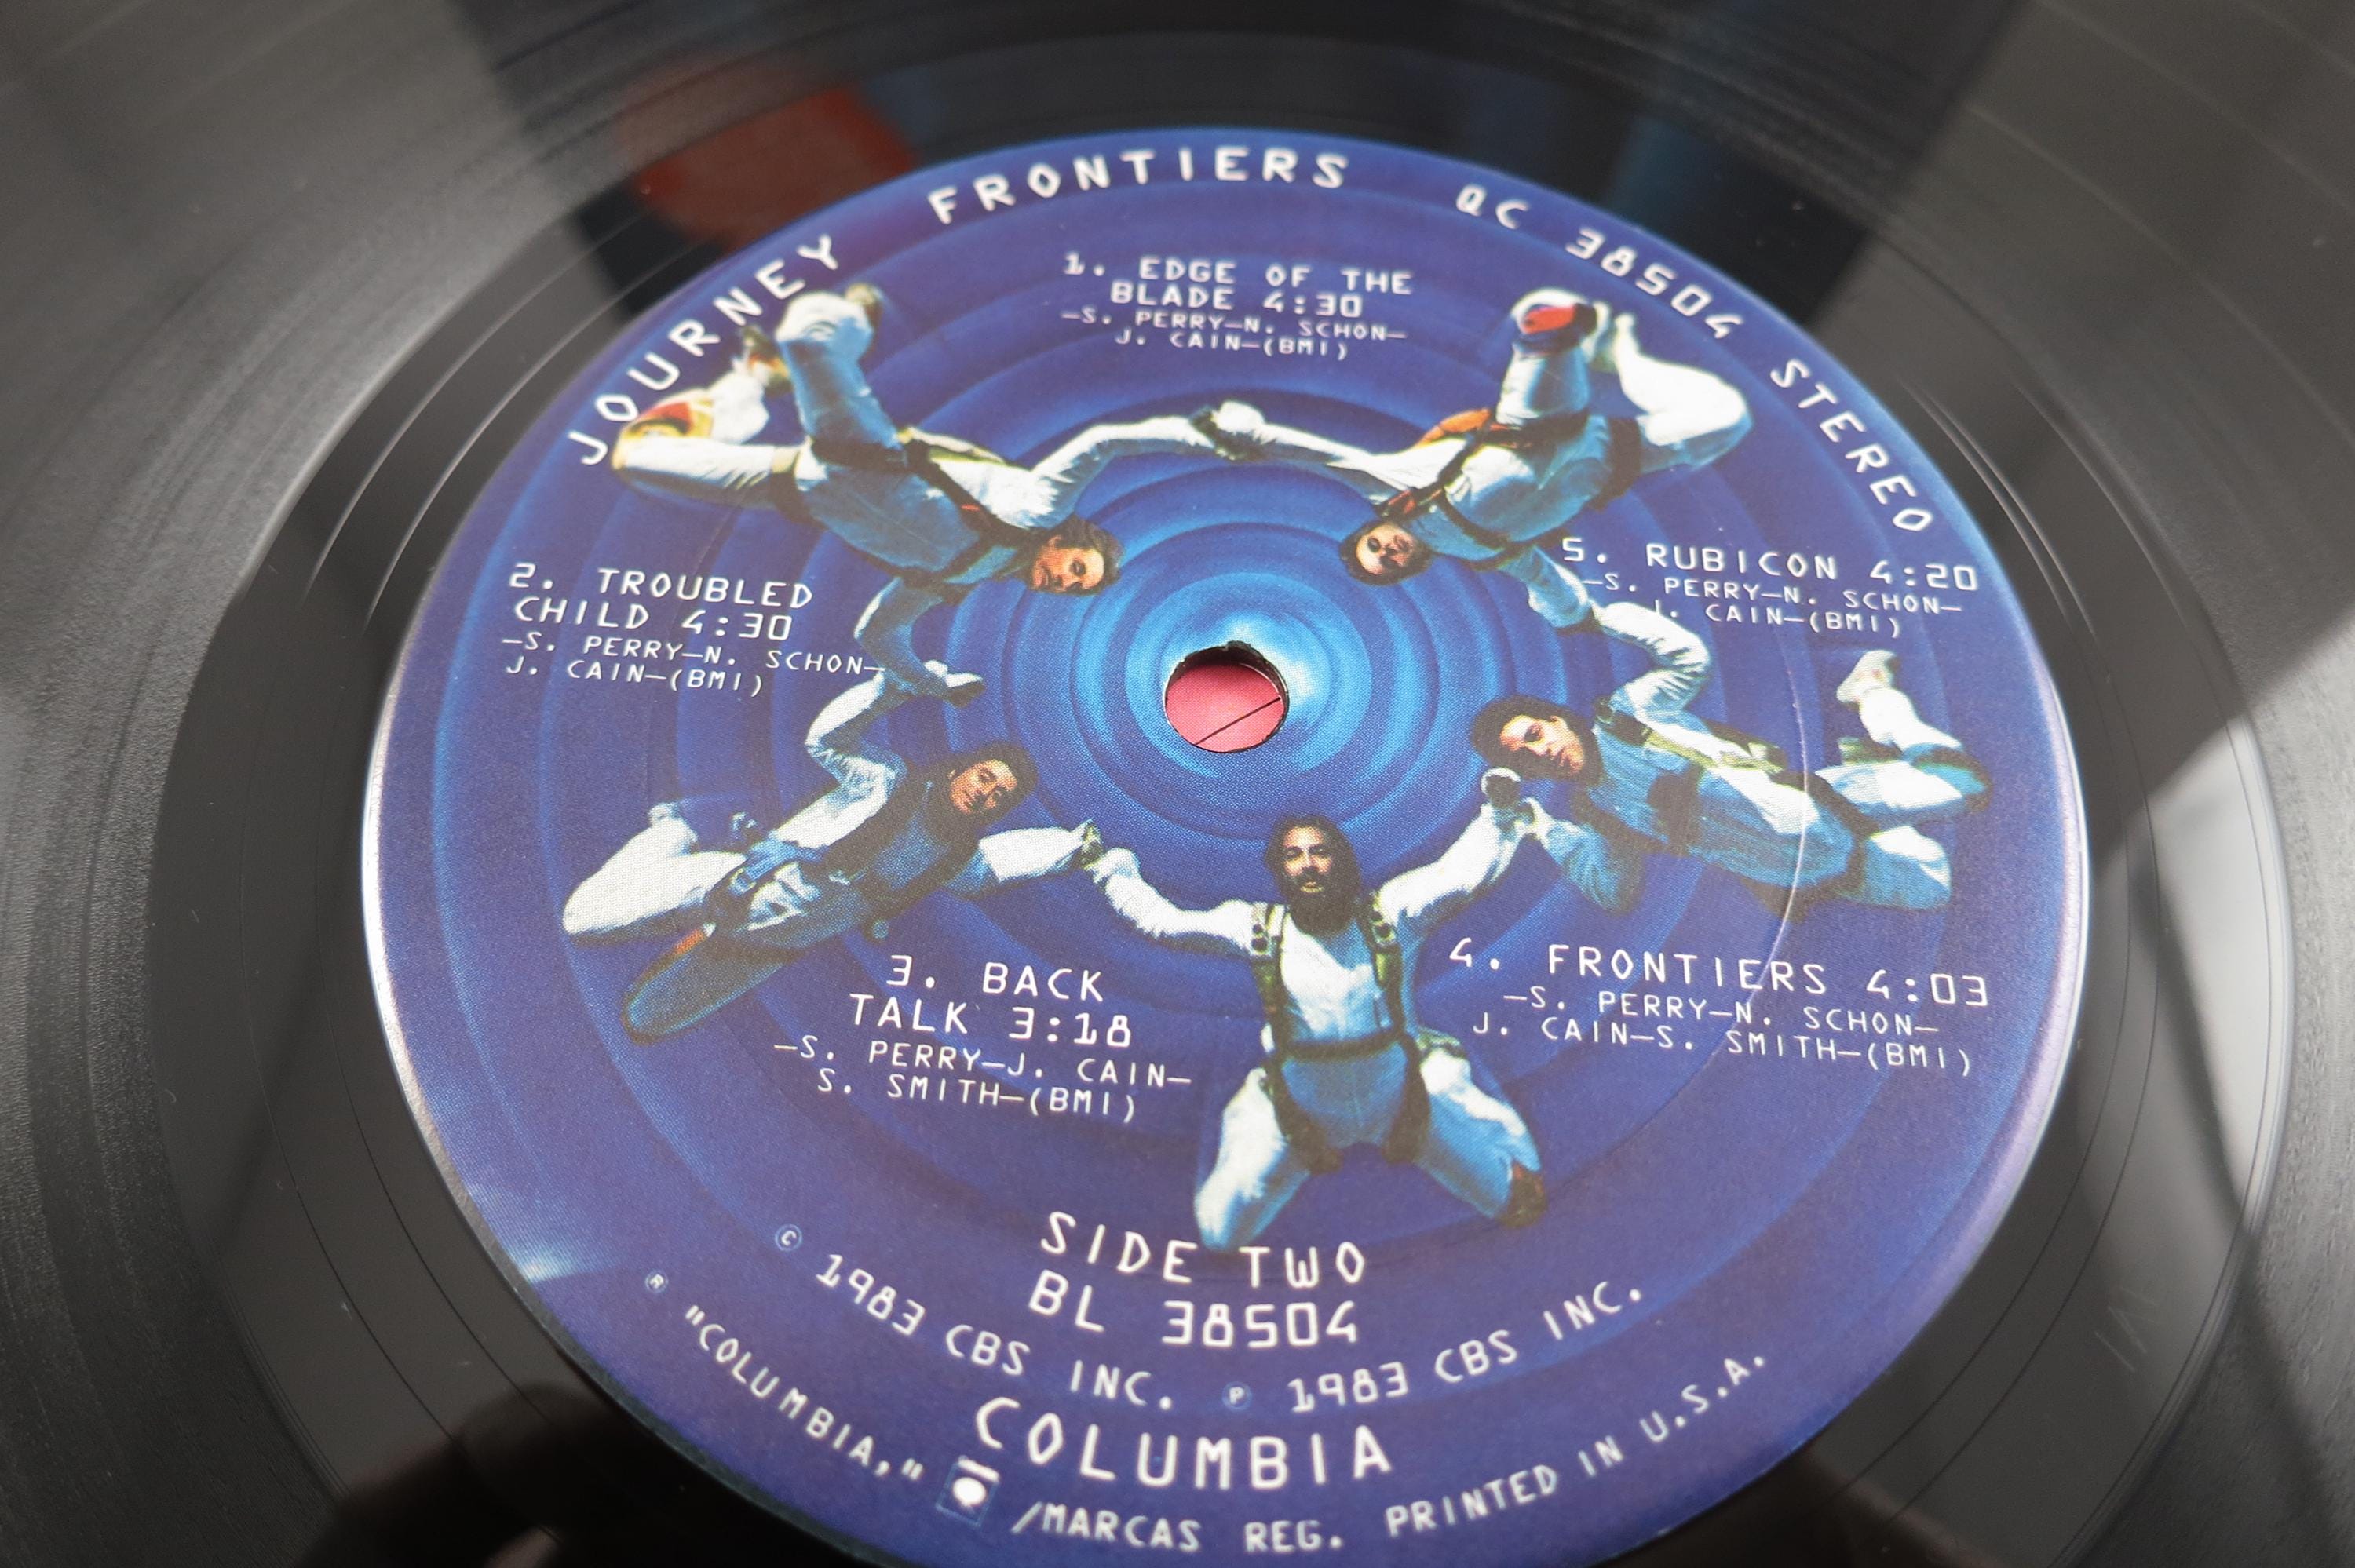 JOURNEY FRONTIERS QC 38504 STEREO
1. EDGE OF THE
BLADE 4:30
—S. PERRY—N. SCHON—
J. CAIN—(BMI)
2. TROUBLED
CHILD 4:30
—S. PERRY—N. SCHON—
J. CAIN—(BMI)
3. BACK
TALK 3:18
—S. PERRY—J. CAIN—
S. SMITH—(BMI)
4. FRONTIERS 4:03
—S. PERRY—N. SCHON—
J. CAIN—S. SMITH—(BMI)
5. RUBICON 4:20
—S. PERRY—N. SCHON—
J. CAIN—(BMI)
SIDE TWO
BL 38504
© 1983 CBS INC. ℗ 1983 CBS INC.
COLUMBIA
® "COLUMBIA," /MARCAS REG. PRINTED IN U.S.A.